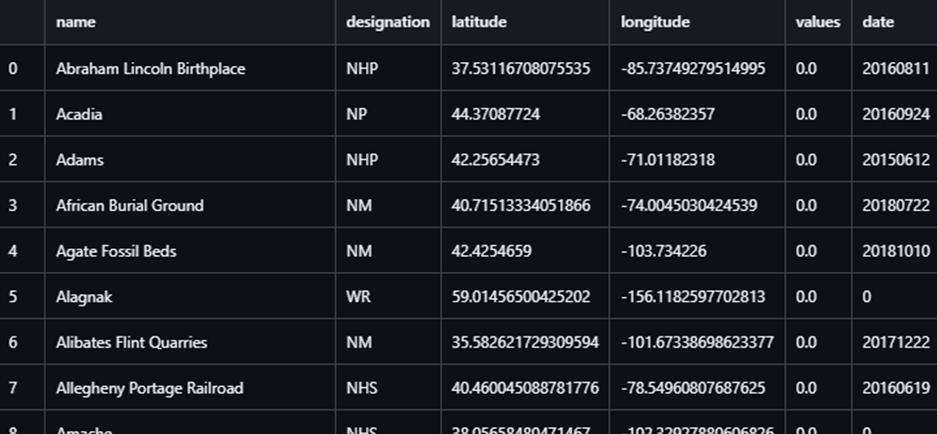 name designation latitude longitude values date
0 Abraham Lincoln Birthplace NHP 37.53116708075535 -85.73749279514995 0.0 20160811
1 Acadia NP 44.37087724 -68.26382357 0.0 20160924
2 Adams NHP 42.25654473 -71.01182318 0.0 20150612
3 African Burial Ground NM 40.71513334051866 -74.0045030424539 0.0 20180722
4 Agate Fossil Beds NM 42.4254659 -103.734226 0.0 20181010
5 Alagnak WR 59.01456500425202 -156.1182597702813 0.0 0
6 Alibates Flint Quarries NM 35.582621729309594 -101.67338698623377 0.0 20171222
7 Allegheny Portage Railroad NHS 40.460045088781776 -78.54960807687625 0.0 20160619
8 Amache NHS 38.05658480471467 -102.32927880606826 0.0 0